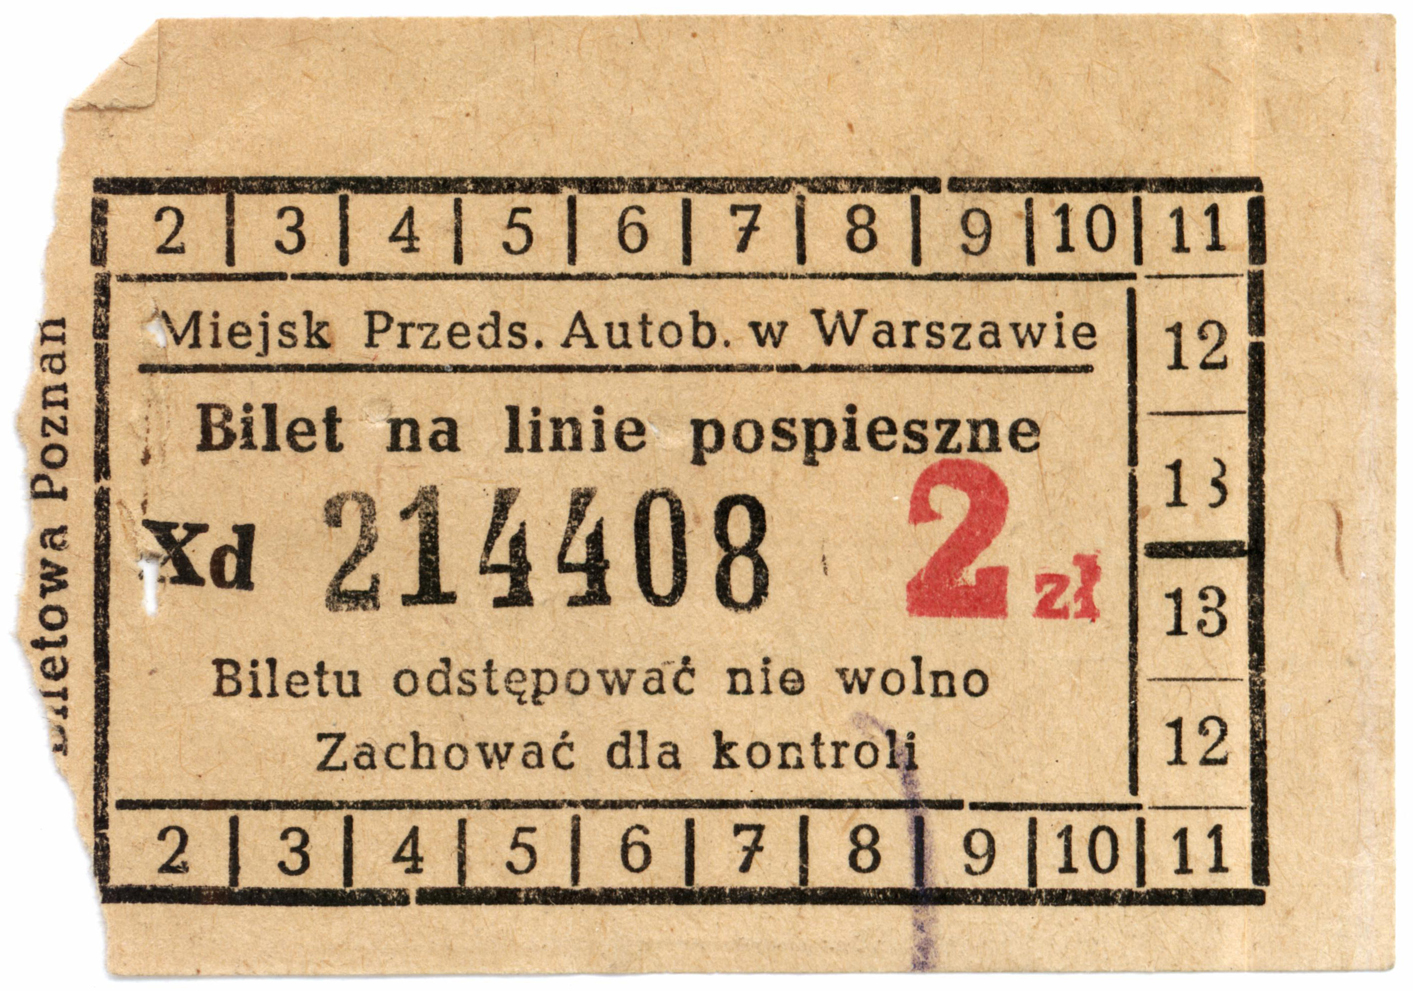 2 3 4 5 6 7 8 9 10 11
Miejsk Przeds. Autob. w Warszawie
12
Bilet na linie pospieszne
13
Xd 214408 2 zł
13
Biletu odstępować nie wolno
12
Zachować dla kontroli
2 3 4 5 6 7 8 9 10 11
Biletowa Poznań